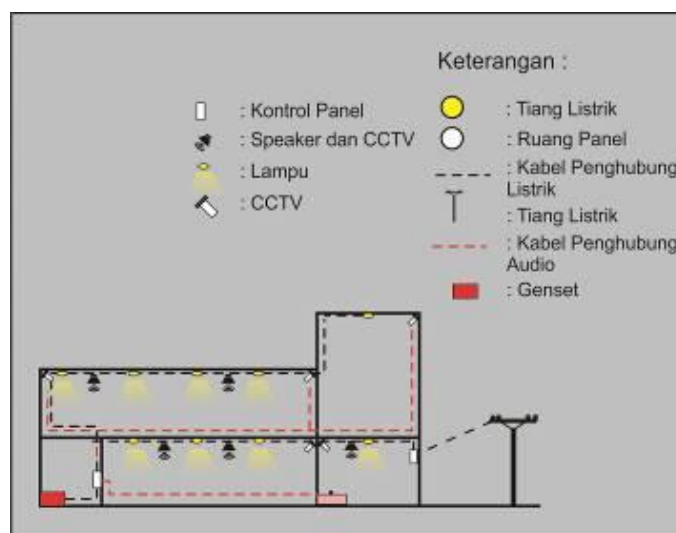 Keterangan :
: Kontrol Panel
: Speaker dan CCTV
: Lampu
: CCTV
: Tiang Listrik
: Ruang Panel
: Kabel Penghubung
Listrik
: Tiang Listrik
: Kabel Penghubung
Audio
: Genset